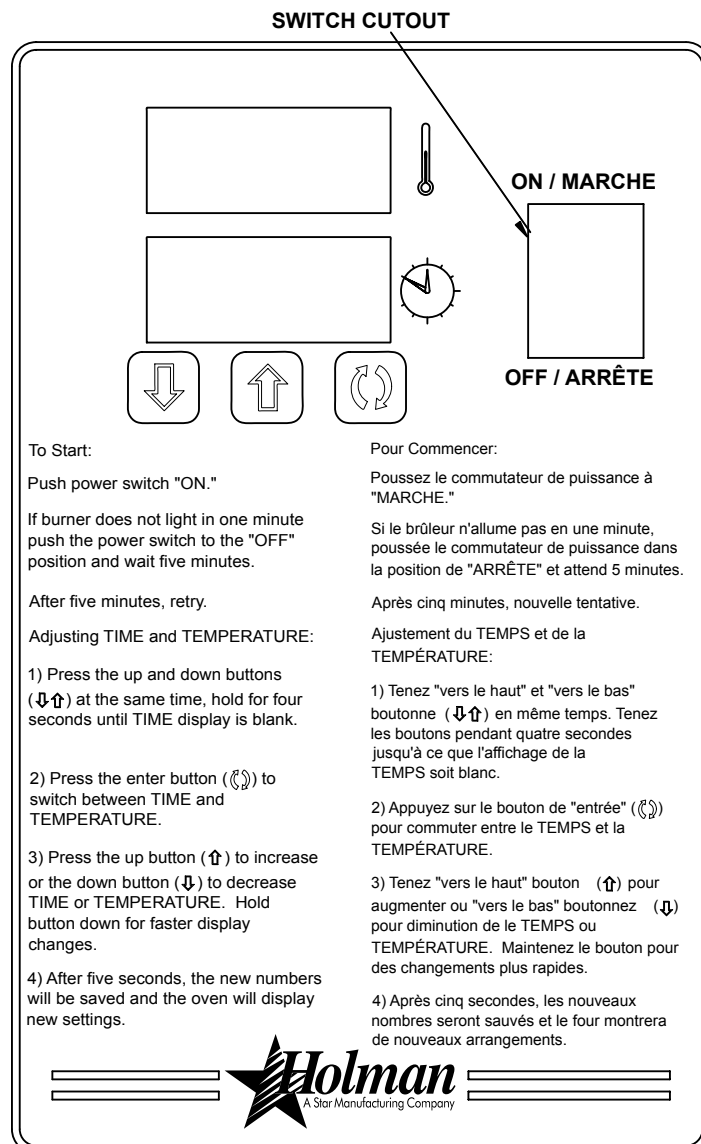 SWITCH CUTOUT
ON / MARCHE
OFF / ARRÊTE
To Start:
Push power switch "ON."
If burner does not light in one minute
push the power switch to the "OFF"
position and wait five minutes.
After five minutes, retry.
Adjusting TIME and TEMPERATURE:
1) Press the up and down buttons
(⇩⇧) at the same time, hold for four
seconds until TIME display is blank.
2) Press the enter button ( ) to
switch between TIME and
TEMPERATURE.
3) Press the up button (⇧) to increase
or the down button (⇩) to decrease
TIME or TEMPERATURE. Hold
button down for faster display
changes.
4) After five seconds, the new numbers
will be saved and the oven will display
new settings.
Pour Commencer:
Poussez le commutateur de puissance à
"MARCHE."
Si le brûleur n'allume pas en une minute,
poussée le commutateur de puissance dans
la position de "ARRÊTE" et attend 5 minutes.
Après cinq minutes, nouvelle tentative.
Ajustement du TEMPS et de la
TEMPÉRATURE:
1) Tenez "vers le haut" et "vers le bas"
boutonne (⇩⇧) en même temps. Tenez
les boutons pendant quatre secondes
jusqu'à ce que l'affichage de la
TEMPS soit blanc.
2) Appuyez sur le bouton de "entrée" ( )
pour commuter entre le TEMPS et la
TEMPÉRATURE.
3) Tenez "vers le haut" bouton (⇧) pour
augmenter ou "vers le bas" boutonnez (⇩)
pour diminution de le TEMPS ou
TEMPÉRATURE. Maintenez le bouton pour
des changements plus rapides.
4) Après cinq secondes, les nouveaux
nombres seront sauvés et le four montrera
de nouveaux arrangements.
Holman
A Star Manufacturing Company